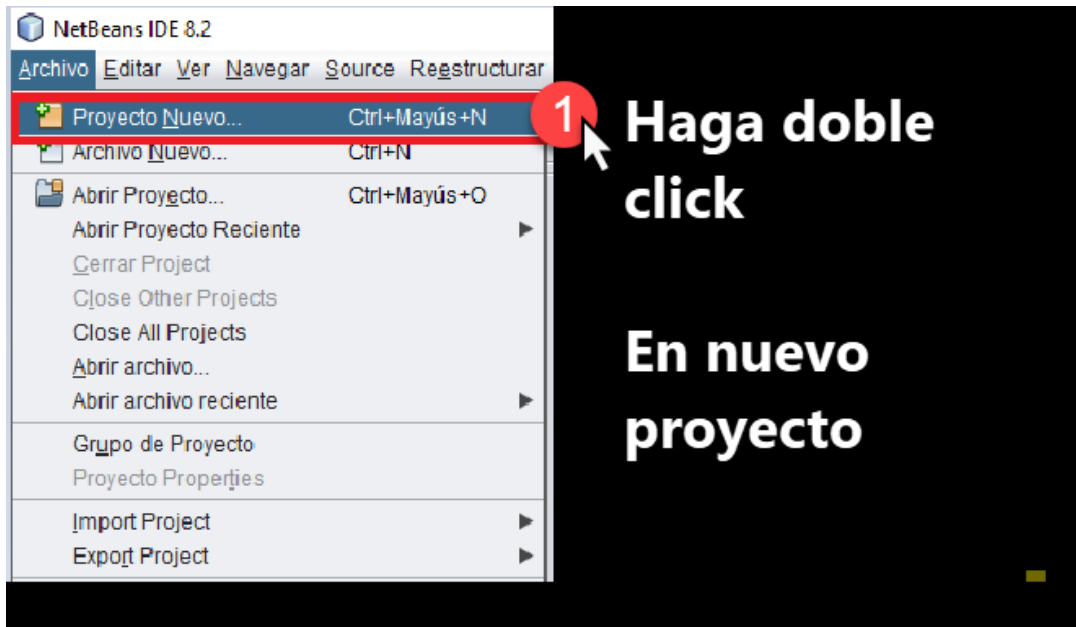 NetBeans IDE 8.2
Archivo Editar Ver Navegar Source Reestructurar
Proyecto Nuevo... Ctrl+Mayús+N
1
Archivo Nuevo... Ctrl+N
Abrir Proyecto... Ctrl+Mayús+O
Abrir Proyecto Reciente
Cerrar Project
Close Other Projects
Close All Projects
Abrir archivo...
Abrir archivo reciente
Grupo de Proyecto
Proyecto Properties
Import Project
Export Project
Haga doble
click
En nuevo
proyecto